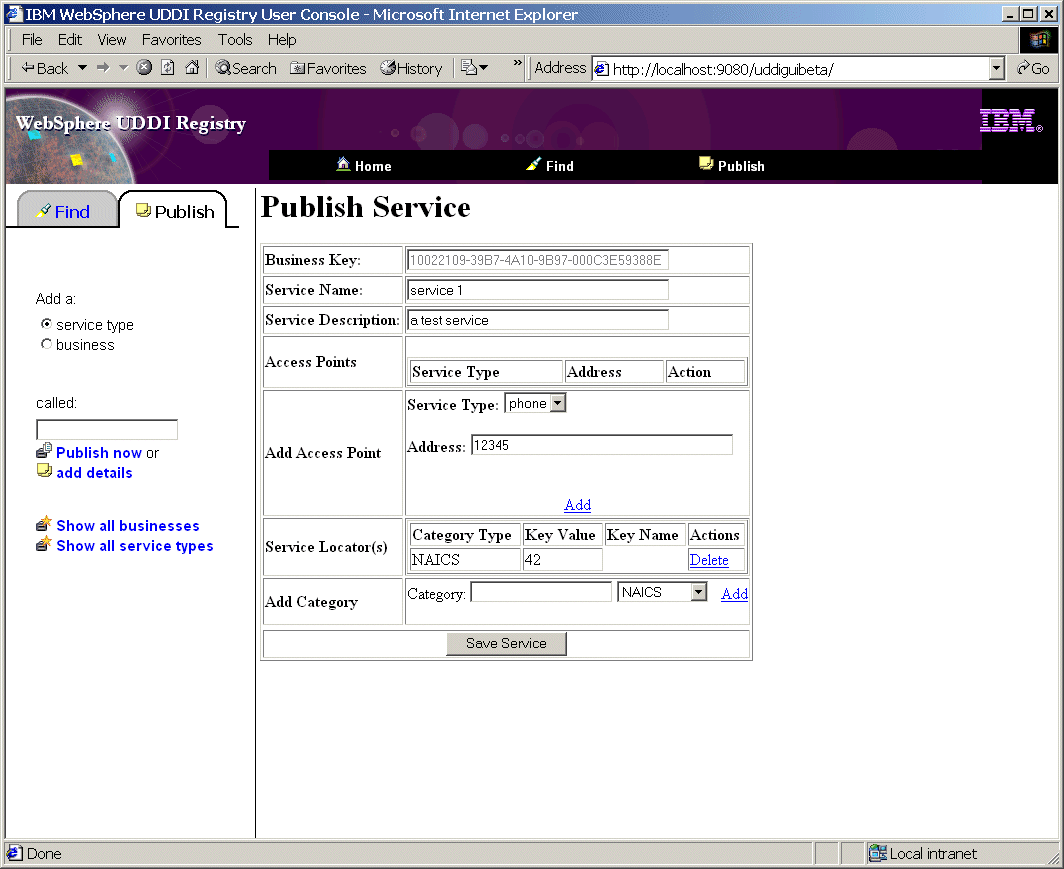 IBM WebSphere UDDI Registry User Console - Microsoft Internet Explorer
File Edit View Favorites Tools Help
Back Search Favorites History » Address http://localhost:9080/uddiguibeta/ Go
WebSphere UDDI Registry
IBM®
Home Find Publish
Find Publish
Publish Service
Business Key: 10022109-39B7-4A10-9B97-000C3E59388E
Service Name: service 1
Service Description: a test service
Access Points
Service Type Address Action
Add Access Point
Service Type: phone
Address: 12345
Add
Service Locator(s)
Category Type Key Value Key Name Actions
NAICS 42 Delete
Add Category
Category: NAICS Add
Save Service
Add a:
service type
business
called:
Publish now or
add details
Show all businesses
Show all service types
Done Local intranet